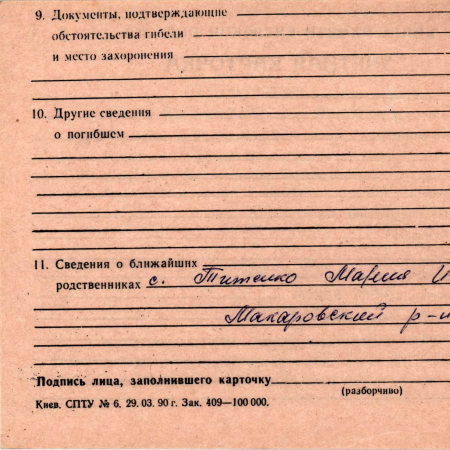 9. Документы, подтверждающие
обстоятельства гибели
и место захоронения
10. Другие сведения
о погибшем
11. Сведения о ближайших
родственниках с. Титенко Мария И
Макаровский р-н
Подпись лица, заполнившего карточку
(разборчиво)
Киев. СПТУ № 6. 29. 03. 90 г. Зак. 409—100 000.